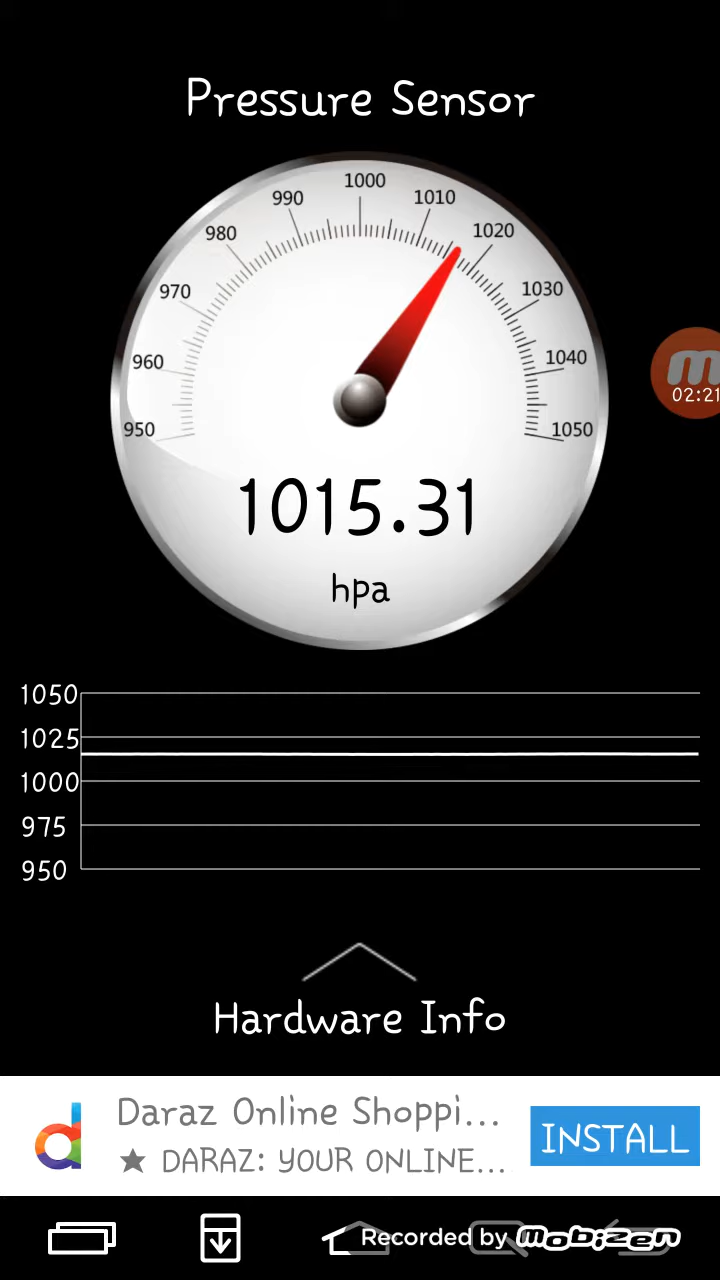 Pressure Sensor
1000
990
1010
980
1020
970
1030
960
1040
950
1050
1015.31
hpa
m
02:21
1050
1025
1000
975
950
Hardware Info
Daraz Online Shoppi...
★ DARAZ: YOUR ONLINE...
INSTALL
Recorded by mobizen